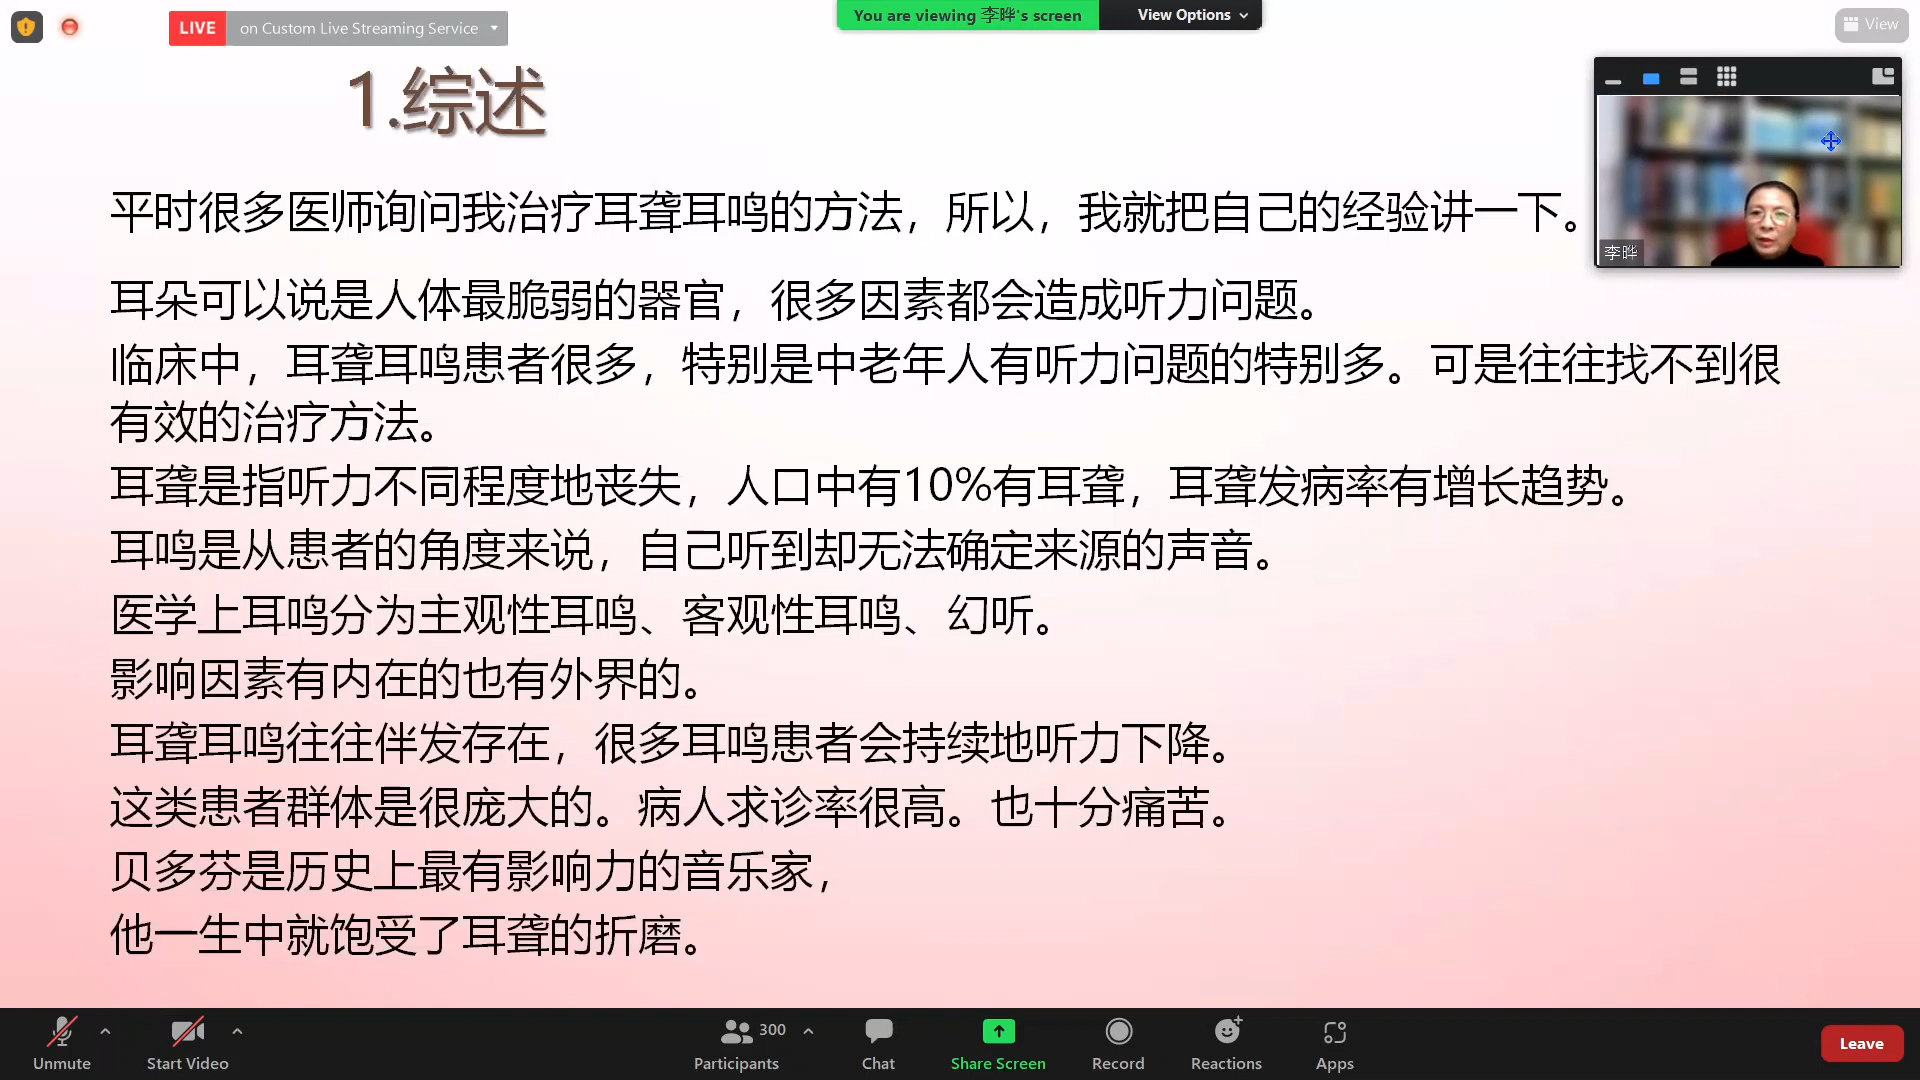 LIVE on Custom Live Streaming Service
You are viewing 李晔's screen View Options
View
1.综述
李晔
平时很多医师询问我治疗耳聋耳鸣的方法，所以，我就把自己的经验讲一下。
耳朵可以说是人体最脆弱的器官，很多因素都会造成听力问题。
临床中，耳聋耳鸣患者很多，特别是中老年人有听力问题的特别多。可是往往找不到很
有效的治疗方法。
耳聋是指听力不同程度地丧失，人口中有10%有耳聋，耳聋发病率有增长趋势。
耳鸣是从患者的角度来说，自己听到却无法确定来源的声音。
医学上耳鸣分为主观性耳鸣、客观性耳鸣、幻听。
影响因素有内在的也有外界的。
耳聋耳鸣往往伴发存在，很多耳鸣患者会持续地听力下降。
这类患者群体是很庞大的。病人求诊率很高。也十分痛苦。
贝多芬是历史上最有影响力的音乐家，
他一生中就饱受了耳聋的折磨。
300
Unmute Start Video Participants Chat Share Screen Record Reactions Apps Leave